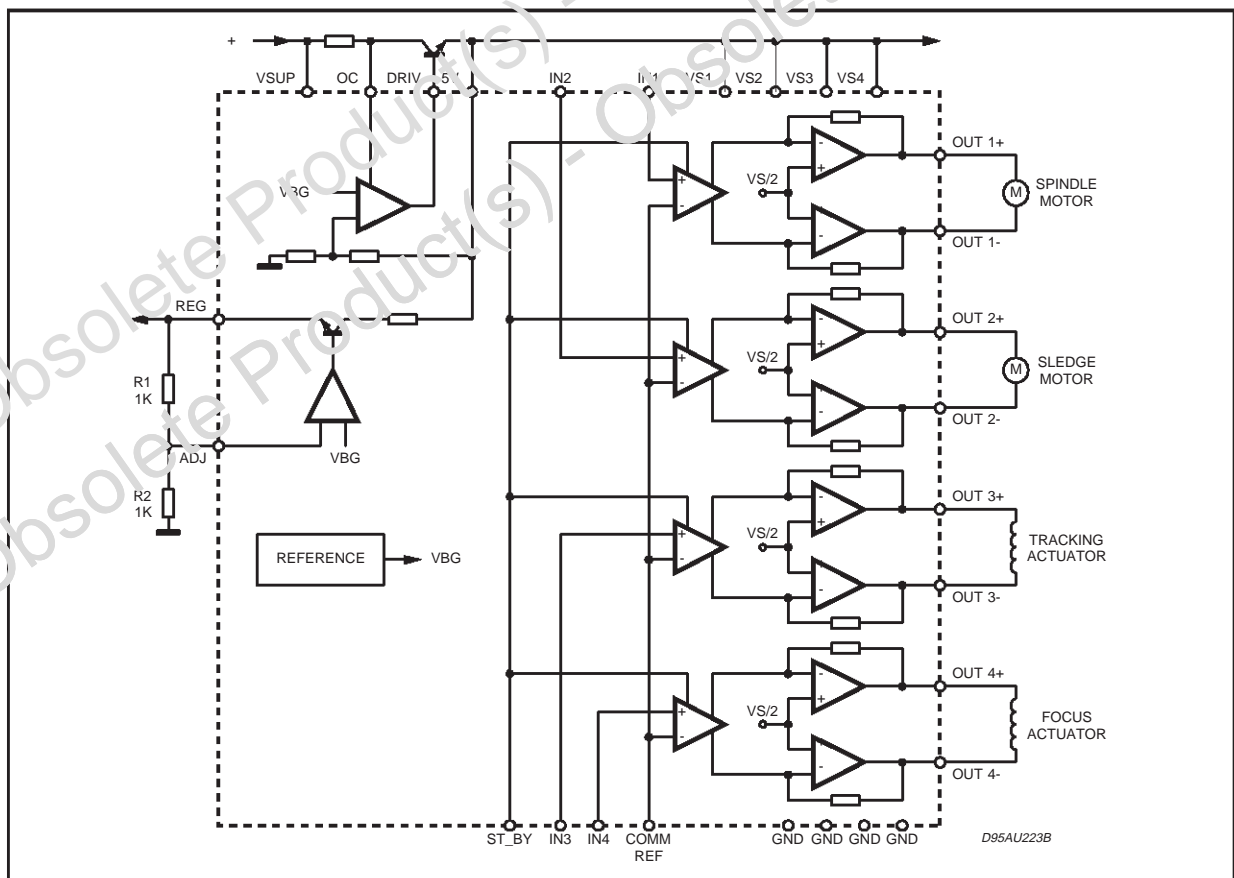 Obsolete Product(s) - Obsolete
Obsolete Product(s) - Obsolete
+
VSUP OC DRIV 5V IN2 IN1 VS1 VS2 VS3 VS4
VBG
REG
R1
1K
ADJ
VBG
R2
1K
REFERENCE
VBG
+
-
VS/2
-
+
-
OUT 1+
M
SPINDLE
MOTOR
OUT 1-
+
-
VS/2
-
+
+
-
OUT 2+
M
SLEDGE
MOTOR
OUT 2-
+
-
VS/2
-
+
+
-
OUT 3+
TRACKING
ACTUATOR
OUT 3-
+
-
VS/2
-
+
+
-
OUT 4+
FOCUS
ACTUATOR
OUT 4-
ST_BY IN3 IN4 COMM
REF
GND GND GND GND
D95AU223B